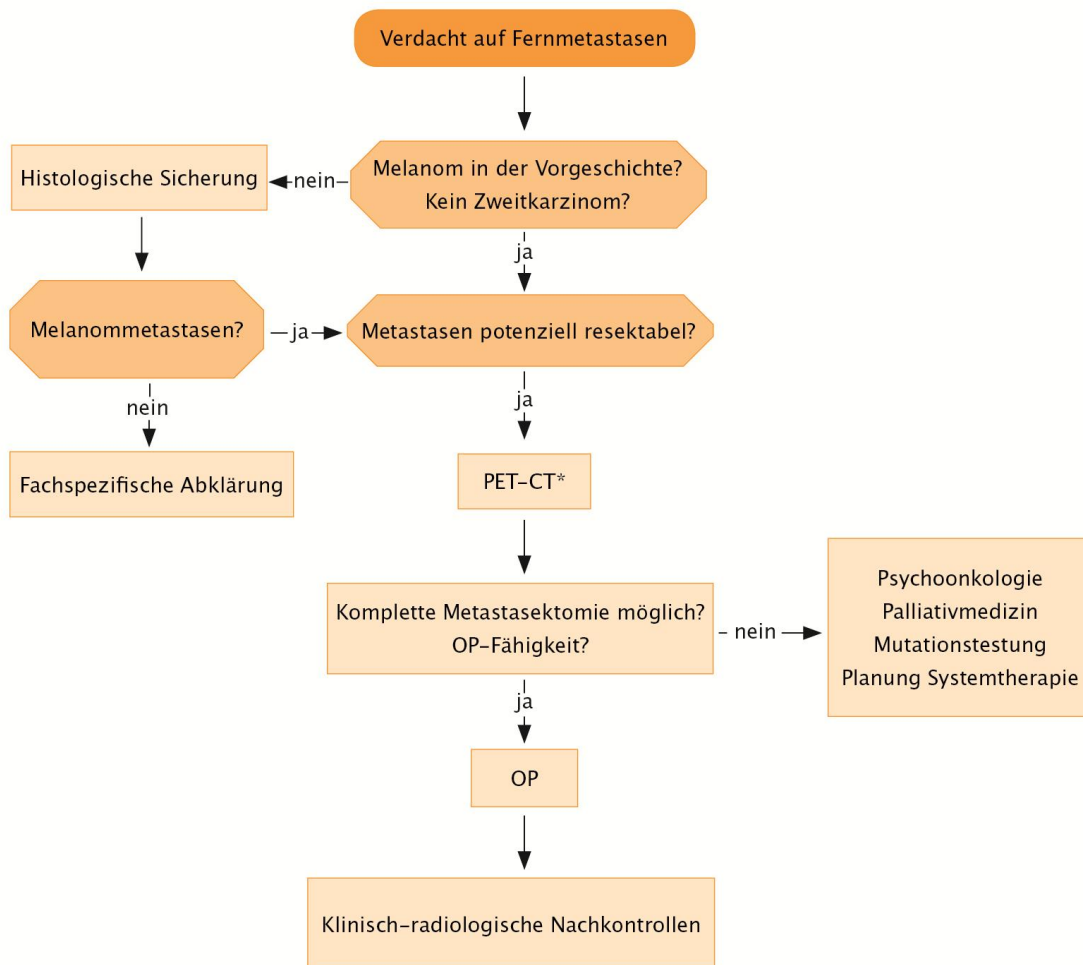 Verdacht auf Fernmetastasen
Melanom in der Vorgeschichte?
Kein Zweitkarzinom?
nein
Histologische Sicherung
ja
Melanommetastasen?
ja
Metastasen potenziell resektabel?
nein
ja
Fachspezifische Abklärung
PET-CT*
Komplette Metastasektomie möglich?
OP-Fähigkeit?
nein
Psychoonkologie
Palliativmedizin
Mutationstestung
Planung Systemtherapie
ja
OP
Klinisch-radiologische Nachkontrollen